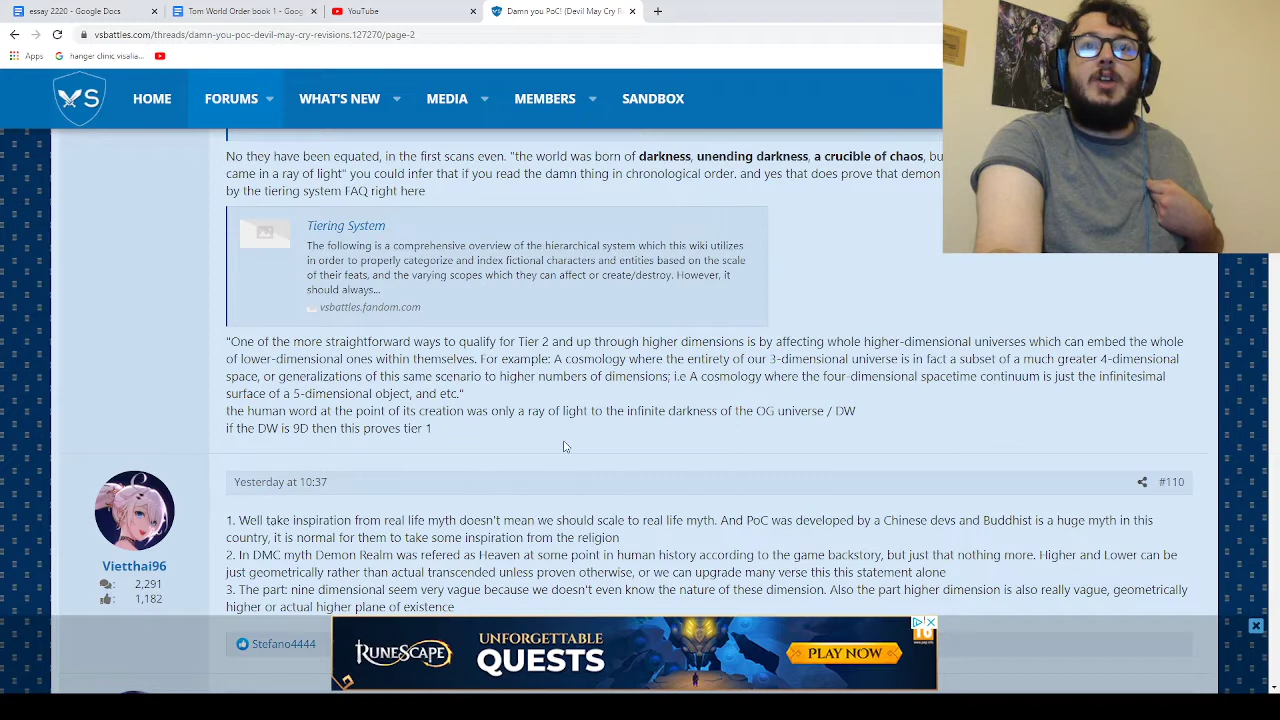 essay 2220 - Google Docs
Tom World Order book 1 - Goog
YouTube
Damn you PoC! (Devil May Cry R
vsbattles.com/threads/damn-you-poc-devil-may-cry-revisions.127270/page-2
Apps
hanger clinic visalia...
VS
HOME
FORUMS
WHAT'S NEW
MEDIA
MEMBERS
SANDBOX
No they have been equated, in the first scans even. "the world was born of darkness, unending darkness, a crucible of chaos, bu
came in a ray of light" you could infer that if you read the damn thing in chronological order. and yes that does prove that demon
by the tiering system FAQ right here
Tiering System
The following is a comprehensive overview of the hierarchical system which this wiki utilizes
in order to properly categorize and index fictional characters and entities based on the scale
of their feats, and the varying scopes which they can affect or create/destroy. However, it
should always...
vsbattles.fandom.com
"One of the more straightforward ways to qualify for Tier 2 and up through higher dimensions is by affecting whole higher-dimensional universes which can embed the whole
of lower-dimensional ones within themselves. For example: A cosmology where the entirety of our 3-dimensional universe is in fact a subset of a much greater 4-dimensional
space, or generalization of this same scenario to higher numbers of dimensions; i.e A cosmology where the four-dimensional spacetime continuum is just the infinitesimal
surface of a 5-dimensional object, and etc."
the human word at the point of its creation was only a ray of light to the infinite darkness of the OG universe / DW
if the DW is 9D then this proves tier 1
Yesterday at 10:37
#110
Vietthai96
2,291
1,182
1. Well take inspiration from real life myth doesn't mean we should scale to real life myth. And PoC was developed by a Chinese devs and Buddhist is a huge myth in this
country, it is normal for them to take some inspiration from the religion
2. In DMC myth Demon Realm was refered as Heaven at some point in human history according to the game backstory, but just that nothing more. Higher and Lower can be
just geometrically rather than actual transcended unless proven otherwise, or we can upgrade many verse this this statement alone
3. The part: nine dimensional seem very vague because we doesn't even know the nature of these dimension. Also the part higher dimension is also really vague, geometrically
higher or actual higher plane of existence
Stefano4444
RUNESCAPE
UNFORGETTABLE
QUESTS
PLAY NOW
16